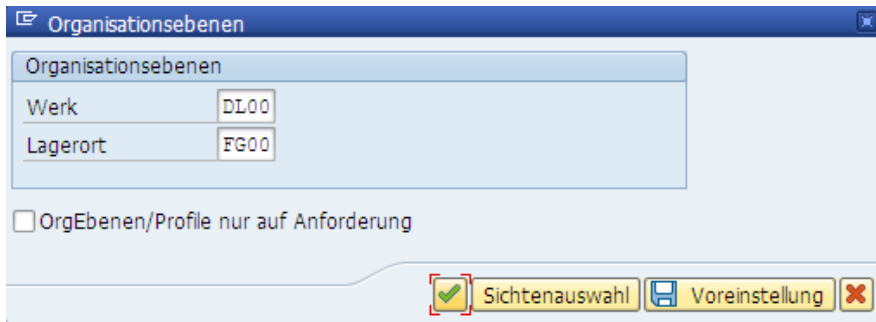 Organisationsebenen
Organisationsebenen
Werk DL00
Lagerort FG00
OrgEbenen/Profile nur auf Anforderung
Sichtenauswahl Voreinstellung